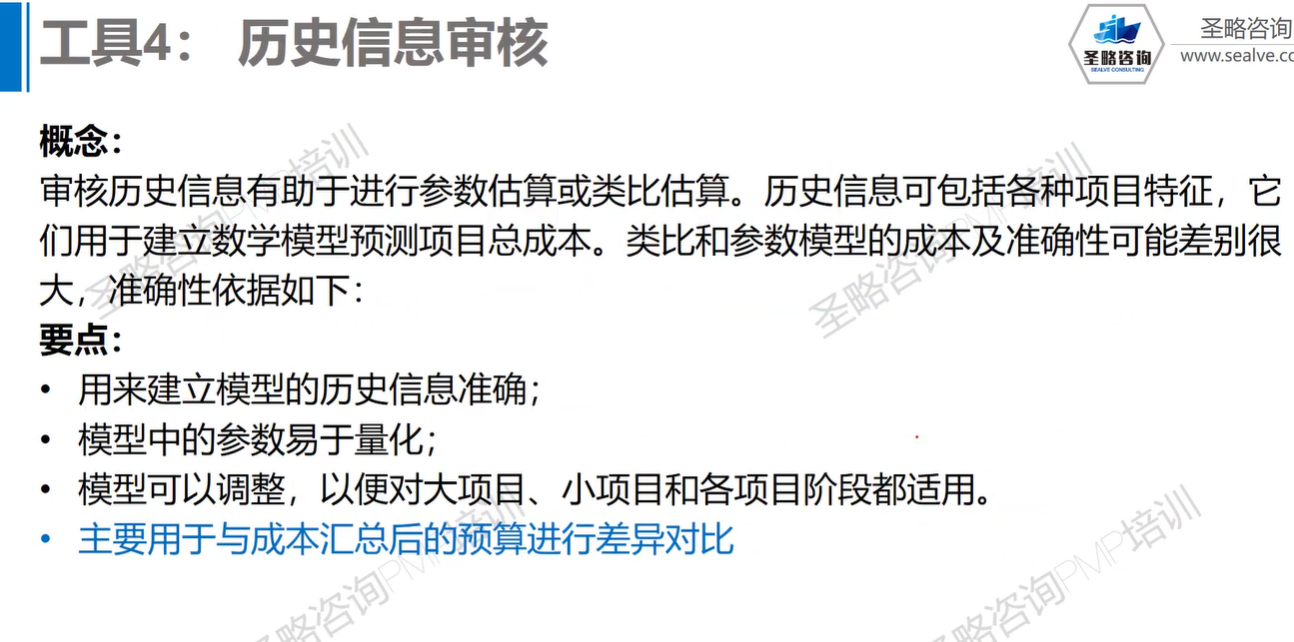 工具4： 历史信息审核
圣略咨询
SEALVE CONSULTING
圣略咨询
www.sealve.co
概念：
审核历史信息有助于进行参数估算或类比估算。历史信息可包括各种项目特征，它
们用于建立数学模型预测项目总成本。类比和参数模型的成本及准确性可能差别很
大，准确性依据如下：
要点：
• 用来建立模型的历史信息准确；
• 模型中的参数易于量化；
• 模型可以调整，以便对大项目、小项目和各项目阶段都适用。
• 主要用于与成本汇总后的预算进行差异对比
圣略咨询PMP培训
圣略咨询PMP培训
圣略咨询PMP培训
圣略咨询PMP培训